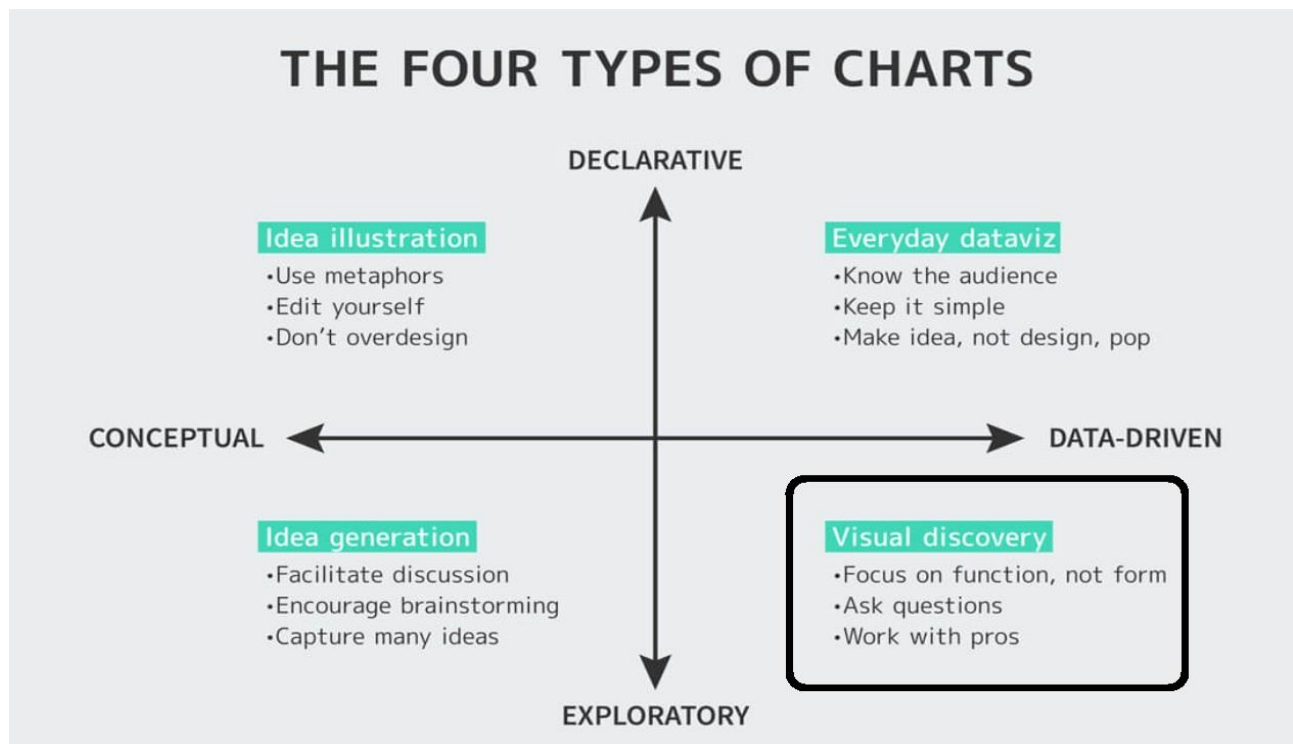 THE FOUR TYPES OF CHARTS
DECLARATIVE
Idea illustration
•Use metaphors
•Edit yourself
•Don’t overdesign
Everyday dataviz
•Know the audience
•Keep it simple
•Make idea, not design, pop
CONCEPTUAL
DATA-DRIVEN
Idea generation
•Facilitate discussion
•Encourage brainstorming
•Capture many ideas
Visual discovery
•Focus on function, not form
•Ask questions
•Work with pros
EXPLORATORY